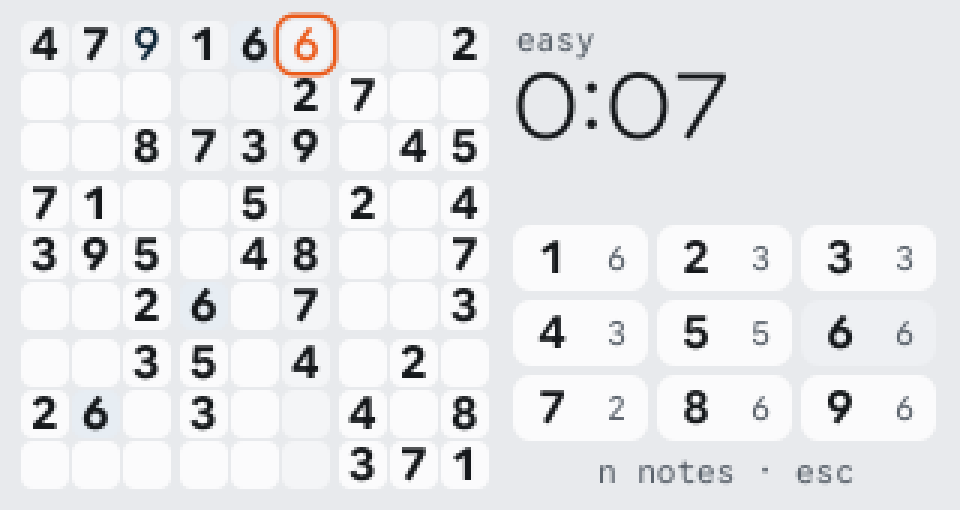 4 7 9 1 6 6 2
2 7
8 7 3 9 4 5
7 1 5 2 4
3 9 5 4 8 7
2 6 7 3
3 5 4 2
2 6 3 4 8
3 7 1
easy
0:07
1 6 2 3 3 3
4 3 5 5 6 6
7 2 8 6 9 6
n notes · esc